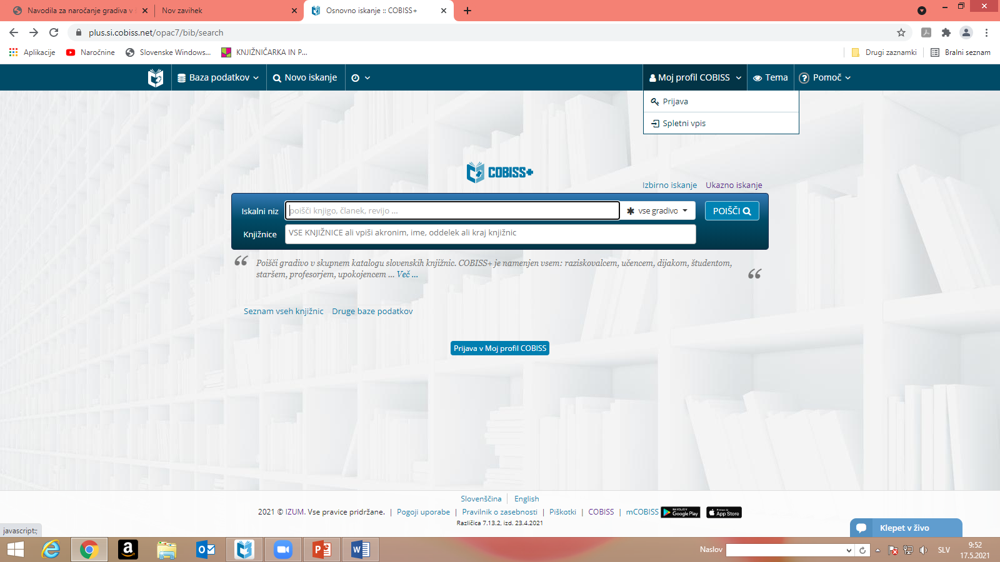 Navodila za naročanje gradiva v
Nov zavihek
Osnovno iskanje :: COBISS+
plus.si.cobiss.net/opac7/bib/search
Aplikacije
Naročnine
Slovenske Windows...
KNJIŽNIČARKA IN P...
Drugi zaznamki
Bralni seznam
Baza podatkov
Novo iskanje
Moj profil COBISS
Tema
Pomoč
Prijava
Spletni vpis
COBISS+
Izbirno iskanje
Ukazno iskanje
Iskalni niz
poišči knjigo, članek, revijo ...
vse gradivo
POIŠČI
Knjižnice
VSE KNJIŽNICE ali vpiši akronim, ime, oddelek ali kraj knjižnic
Poišči gradivo v skupnem katalogu slovenskih knjižnic. COBISS+ je namenjen vsem: raziskovalcem, učencem, dijakom, študentom,
staršem, profesorjem, upokojencem ... Več ...
Seznam vseh knjižnic
Druge baze podatkov
Prijava v Moj profil COBISS
Slovenščina | English
2021 © IZUM. Vse pravice pridržane. | Pogoji uporabe | Pravilnik o zasebnosti | Piškotki | COBISS | mCOBISS
Google Play
App Store
Različica 7.13.2, izd. 23.4.2021
javascript:;
Klepet v živo
Naslov
SLV
9:52
17.5.2021